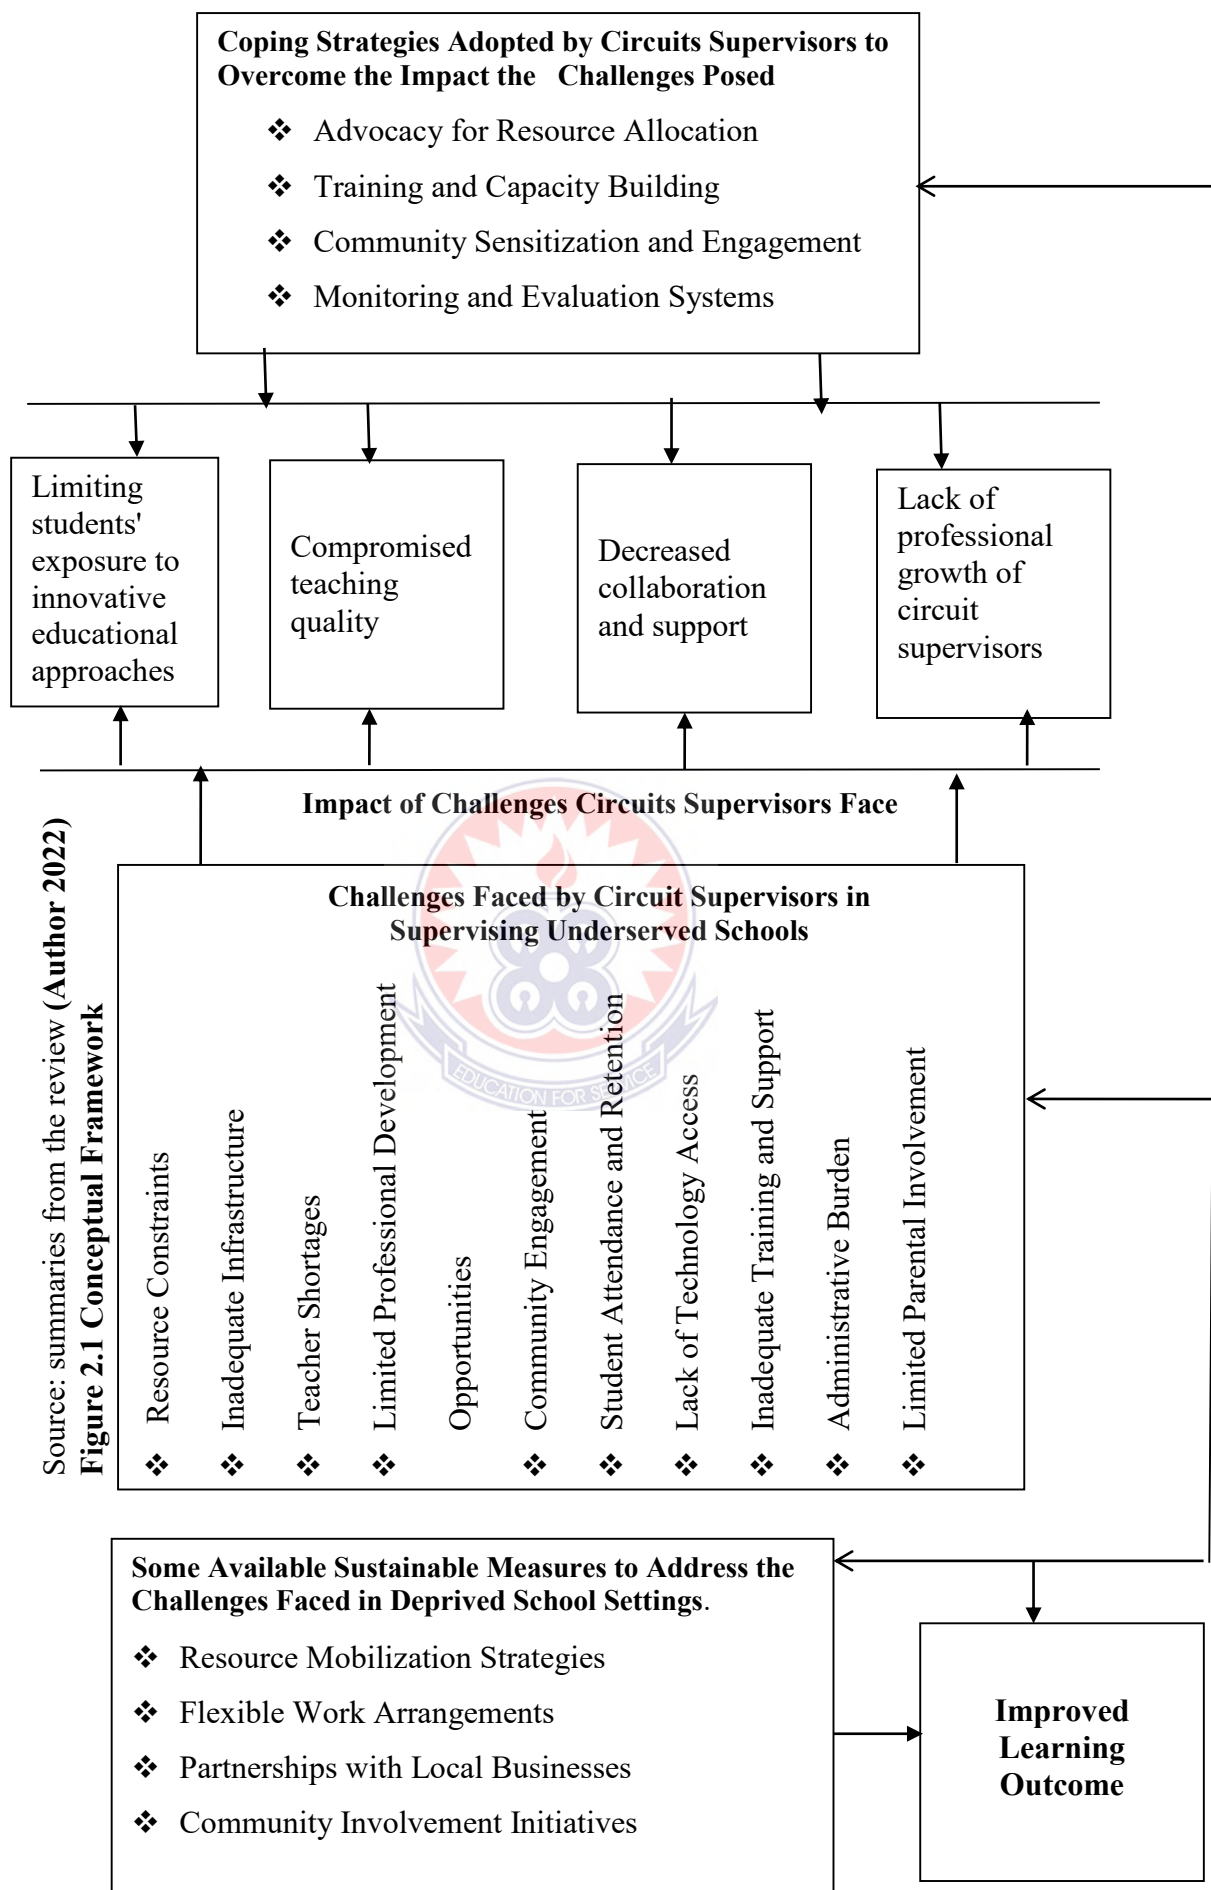 Coping Strategies Adopted by Circuits Supervisors to
Overcome the Impact the Challenges Posed
❖ Advocacy for Resource Allocation
❖ Training and Capacity Building
❖ Community Sensitization and Engagement
❖ Monitoring and Evaluation Systems
Limiting
students'
exposure to
innovative
educational
approaches
Compromised
teaching
quality
Decreased
collaboration
and support
Lack of
professional
growth of
circuit
supervisors
Impact of Challenges Circuits Supervisors Face
Challenges Faced by Circuit Supervisors in
Supervising Underserved Schools
❖ Resource Constraints
❖ Inadequate Infrastructure
❖ Teacher Shortages
❖ Limited Professional Development
Opportunities
❖ Community Engagement
❖ Student Attendance and Retention
❖ Lack of Technology Access
❖ Inadequate Training and Support
❖ Administrative Burden
❖ Limited Parental Involvement
EDUCATION FOR SERVICE
Source: summaries from the review (Author 2022)
Figure 2.1 Conceptual Framework
Some Available Sustainable Measures to Address the
Challenges Faced in Deprived School Settings.
❖ Resource Mobilization Strategies
❖ Flexible Work Arrangements
❖ Partnerships with Local Businesses
❖ Community Involvement Initiatives
Improved
Learning
Outcome